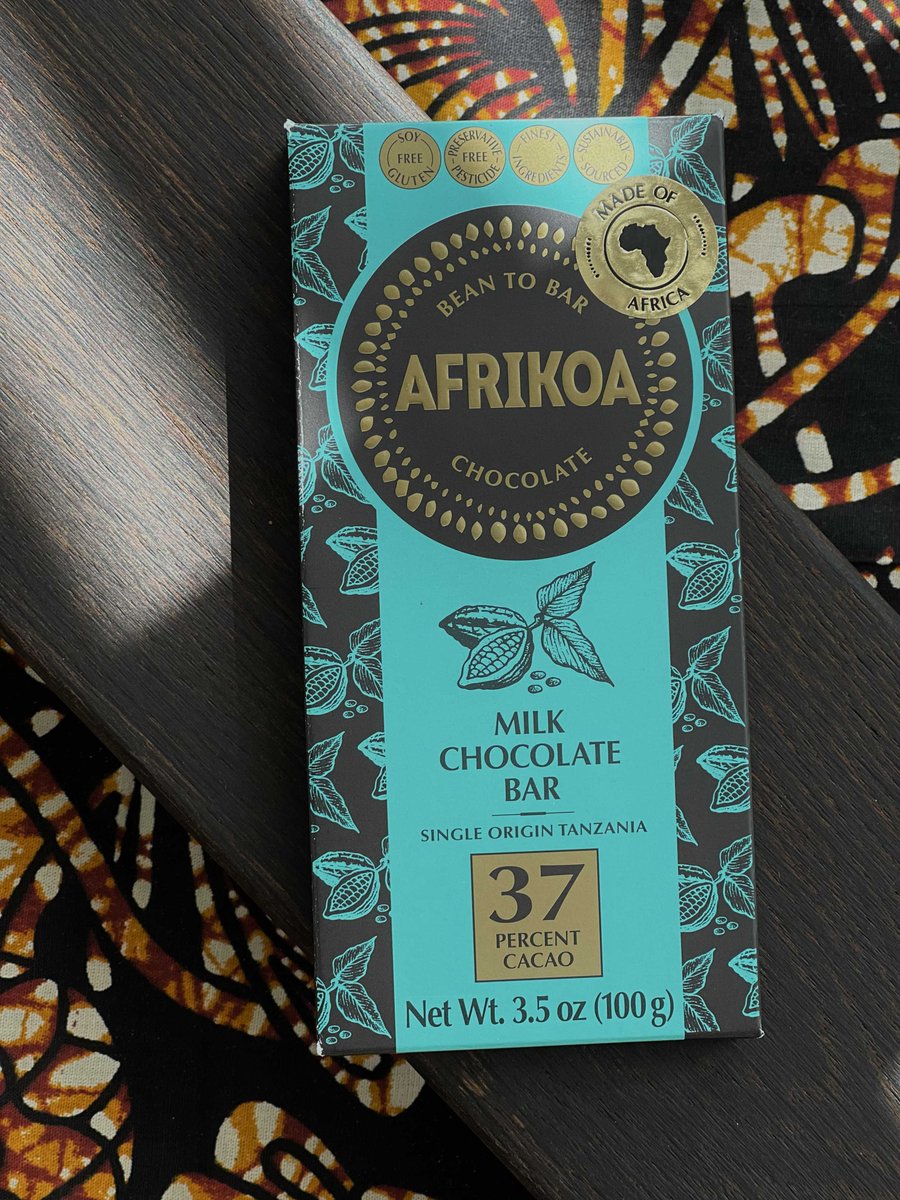 SOY
FREE
GLUTEN
PRESERVATIVE
FREE
PESTICIDE
FINEST
INGREDIENTS
SUSTAINABLY
SOURCED
MADE OF
AFRICA
BEAN TO BAR
AFRIKOA
CHOCOLATE
MILK
CHOCOLATE
BAR
SINGLE ORIGIN TANZANIA
37
PERCENT
CACAO
Net Wt. 3.5 oz (100 g)